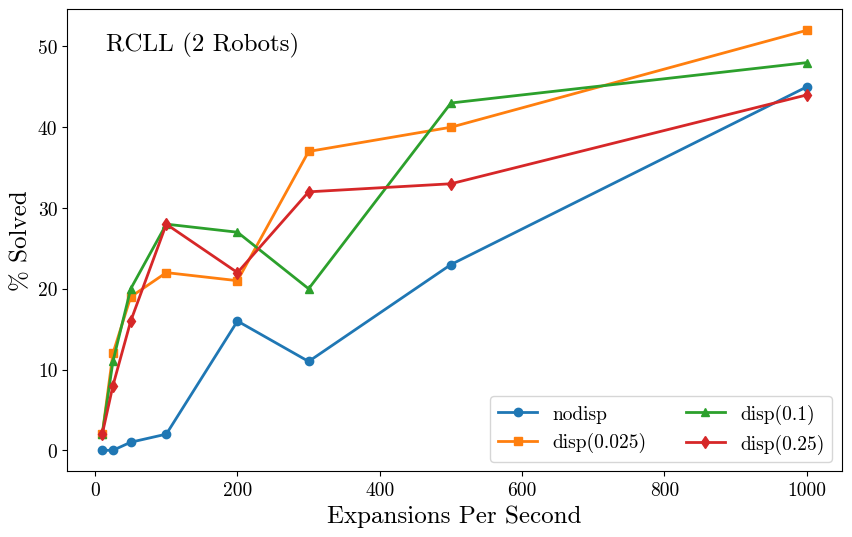 RCLL (2 Robots)
% Solved
50
40
30
20
10
0
0 200 400 600 800 1000
Expansions Per Second
nodisp disp(0.1)
disp(0.025) disp(0.25)